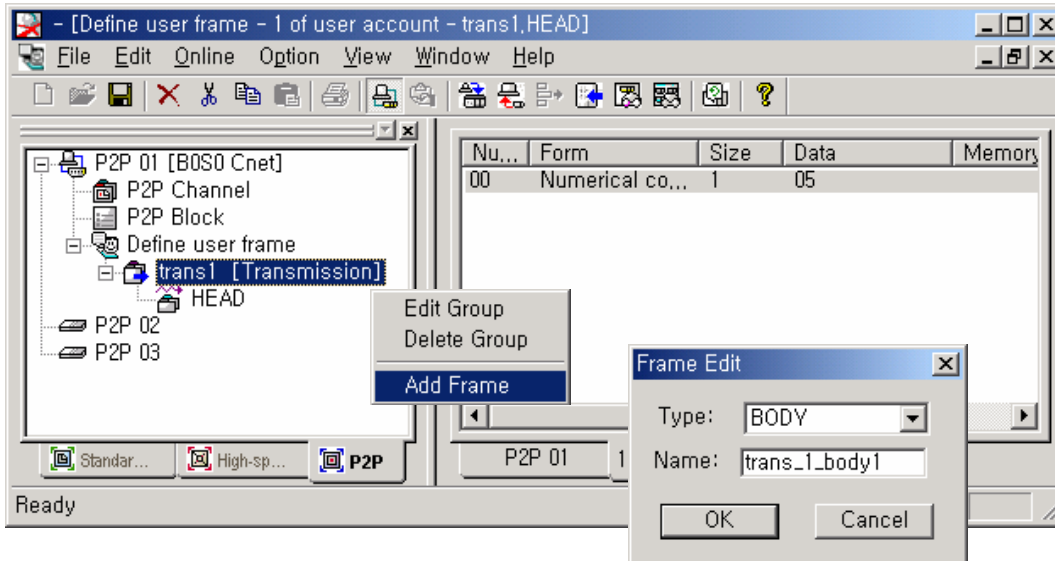 - [Define user frame - 1 of user account - trans1,HEAD]
File Edit Online Option View Window Help
P2P 01 [B0S0 Cnet]
P2P Channel
P2P Block
Define user frame
trans1 [Transmission]
HEAD
P2P 02
P2P 03
Standar...
High-sp...
P2P
Nu... Form Size Data Memory
00 Numerical co... 1 05
Edit Group
Delete Group
Add Frame
P2P 01 1
Frame Edit
Type: BODY
Name: trans_1_body1
OK Cancel
Ready